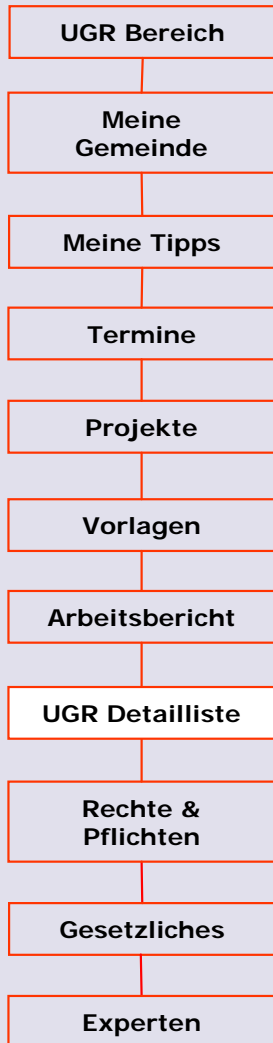 UGR Bereich
Meine
Gemeinde
Meine Tipps
Termine
Projekte
Vorlagen
Arbeitsbericht
UGR Detailliste
Rechte &
Pflichten
Gesetzliches
Experten